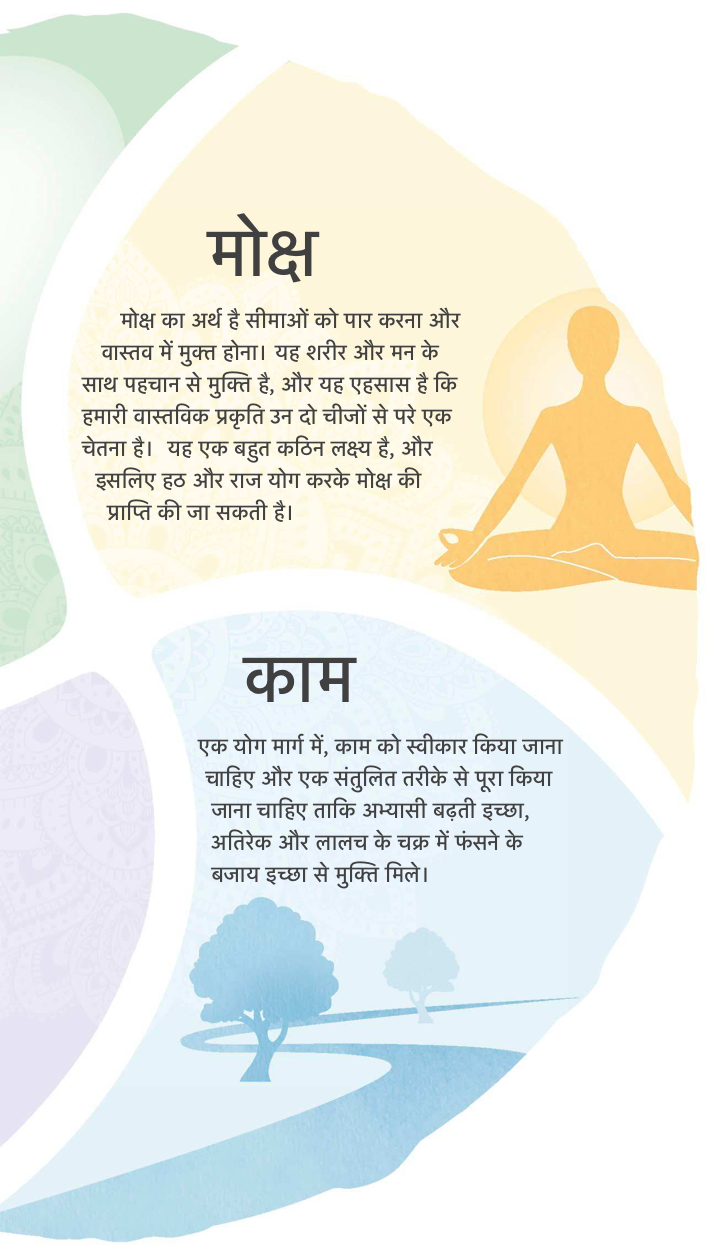 मोक्ष
मोक्ष का अर्थ है सीमाओं को पार करना और
वास्तव में मुक्त होना। यह शरीर और मन के
साथ पहचान से मुक्ति है, और यह एहसास है कि
हमारी वास्तविक प्रकृति उन दो चीजों से परे एक
चेतना है।  यह एक बहुत कठिन लक्ष्य है, और
इसलिए हठ और राज योग करके मोक्ष की
प्राप्ति की जा सकती है।
काम
एक योग मार्ग में, काम को स्वीकार किया जाना
चाहिए और एक संतुलित तरीके से पूरा किया
जाना चाहिए ताकि अभ्यासी बढ़ती इच्छा,
अतिरेक और लालच के चक्र में फंसने के
बजाय इच्छा से मुक्ति मिले।